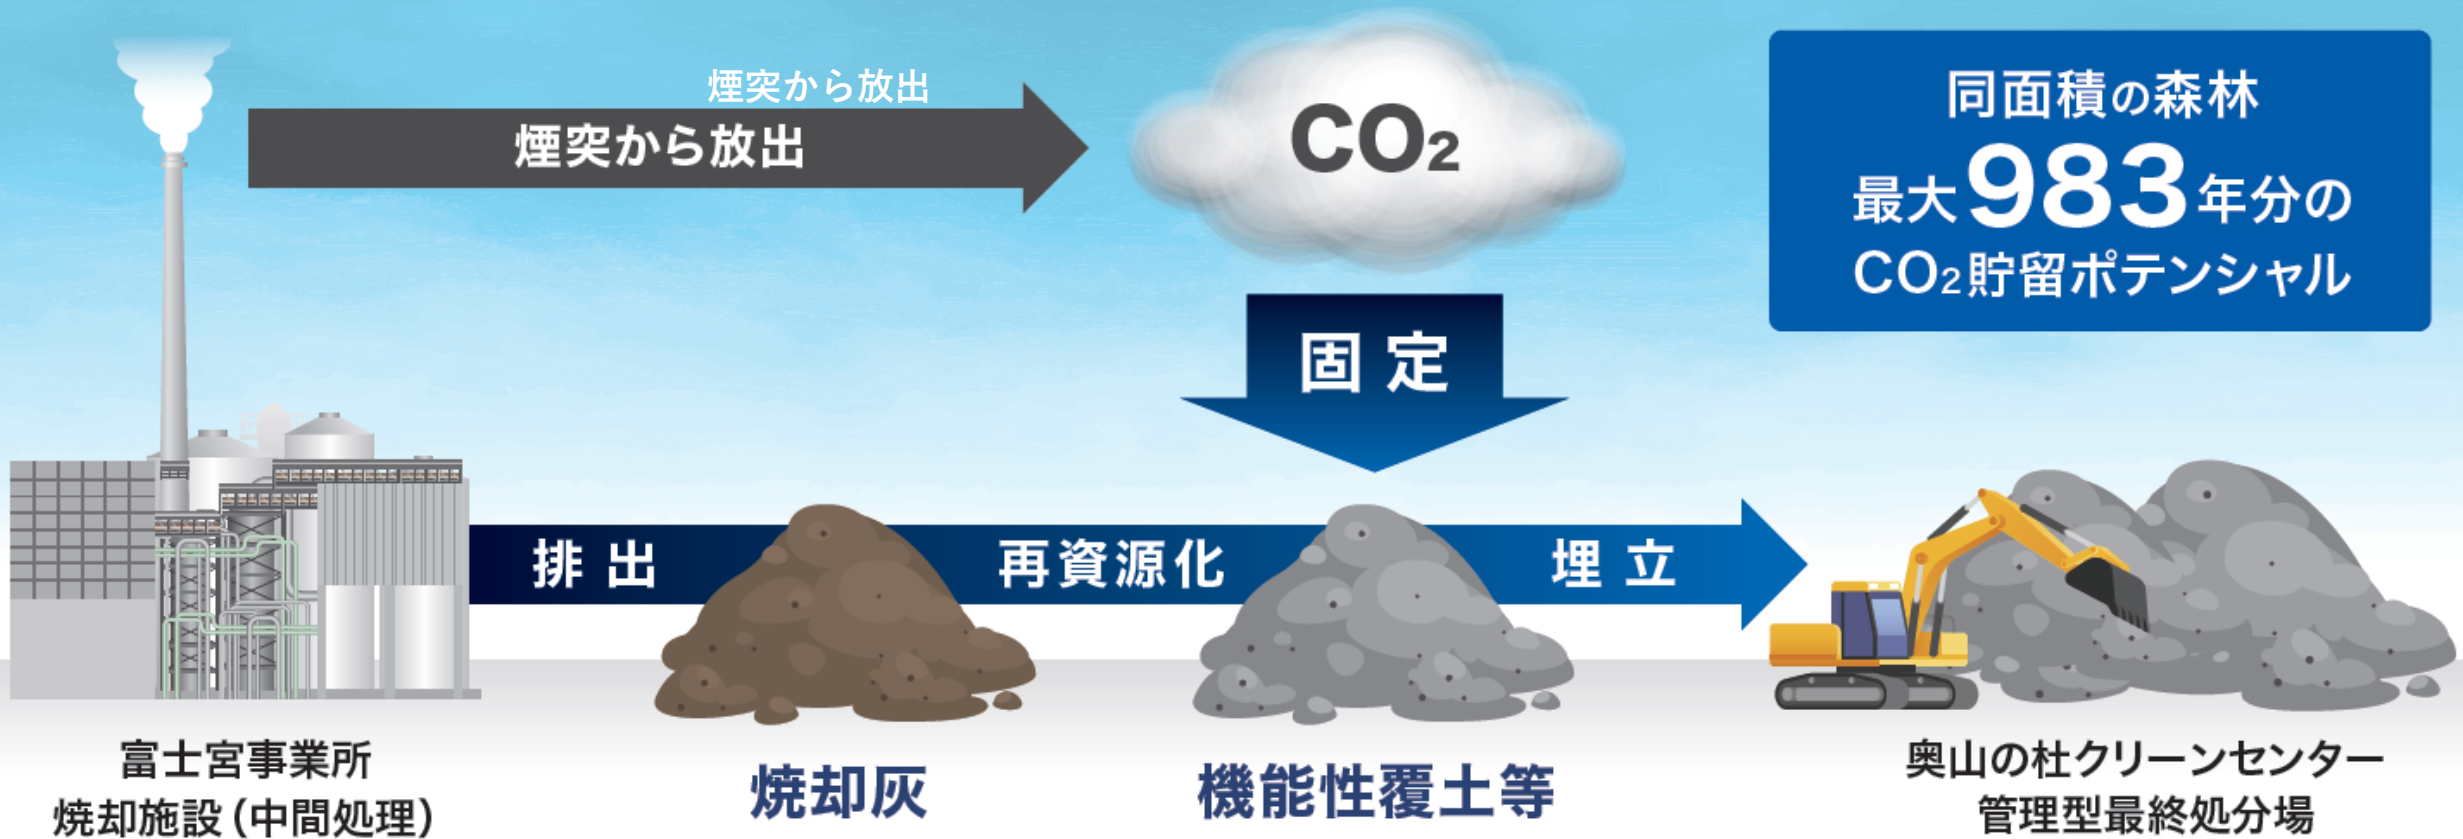 煙突から放出
煙突から放出
CO₂
同面積の森林
最大983年分の
CO₂貯留ポテンシャル
固定
排出
再資源化
埋立
富士宮事業所
焼却施設(中間処理)
焼却灰
機能性覆土等
奥山の杜クリーンセンター
管理型最終処分場